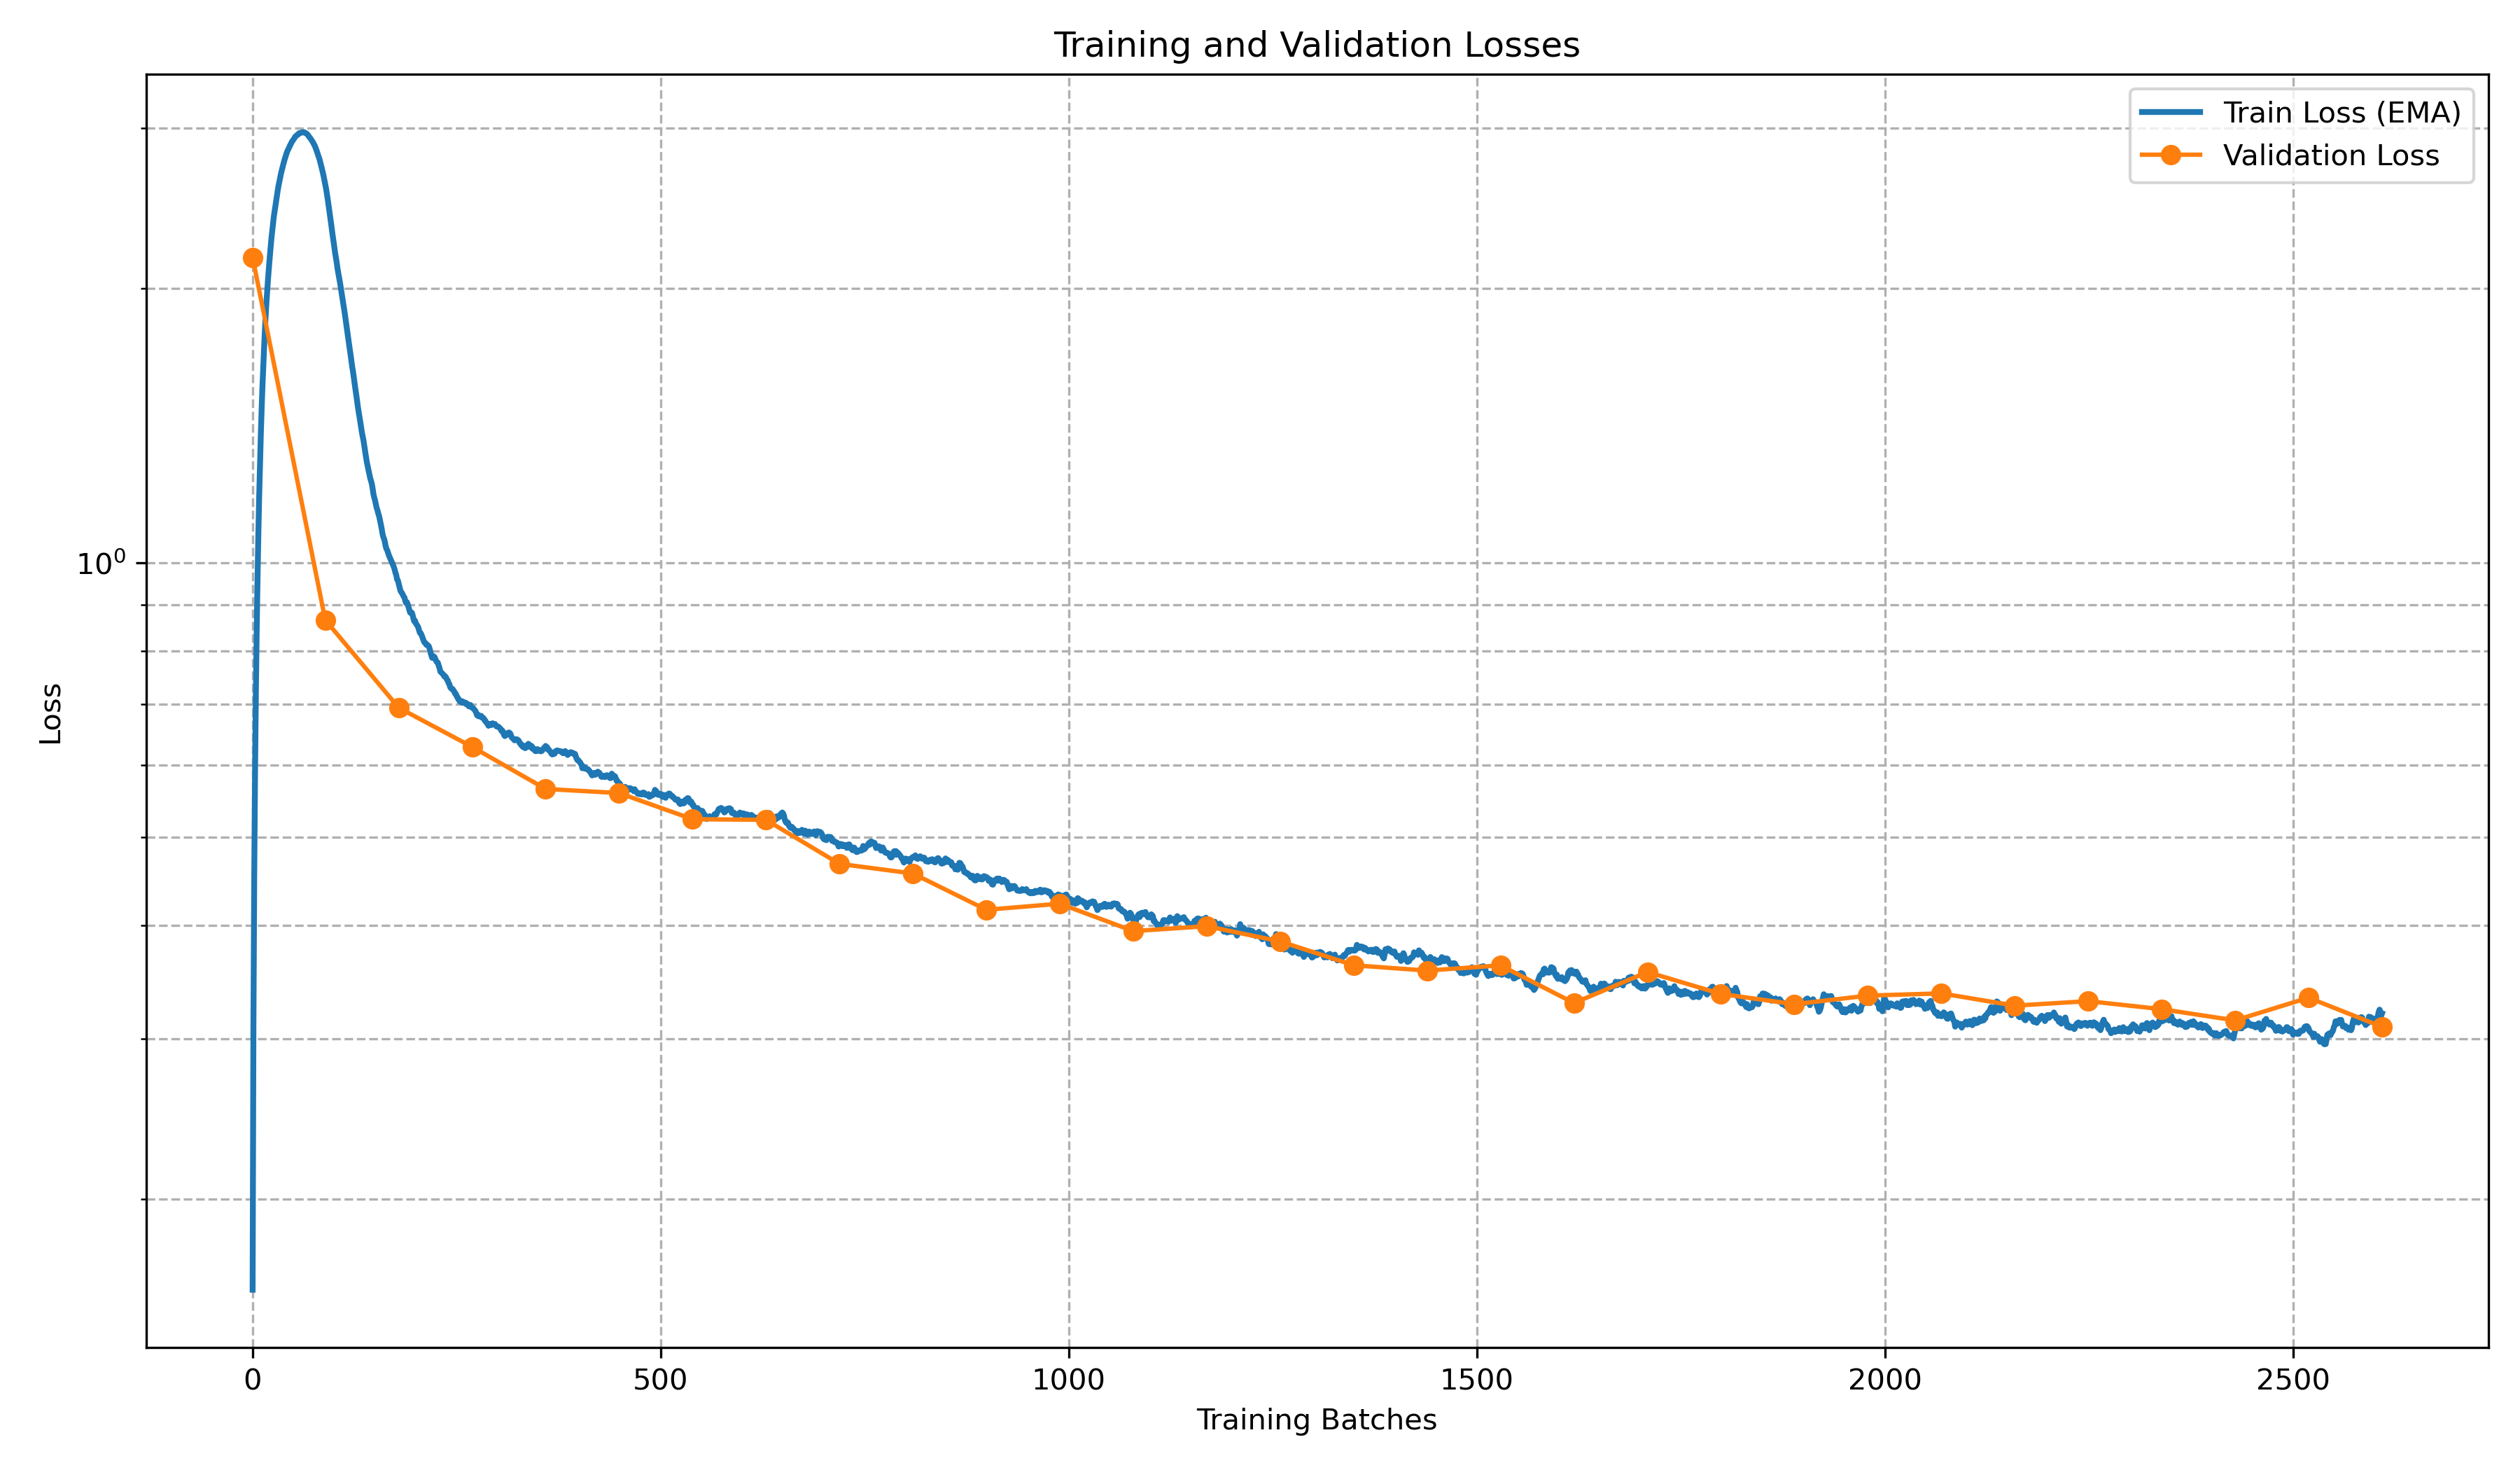 Training and Validation Losses
Train Loss (EMA)
Validation Loss
Loss
10⁰
0 500 1000 1500 2000 2500
Training Batches